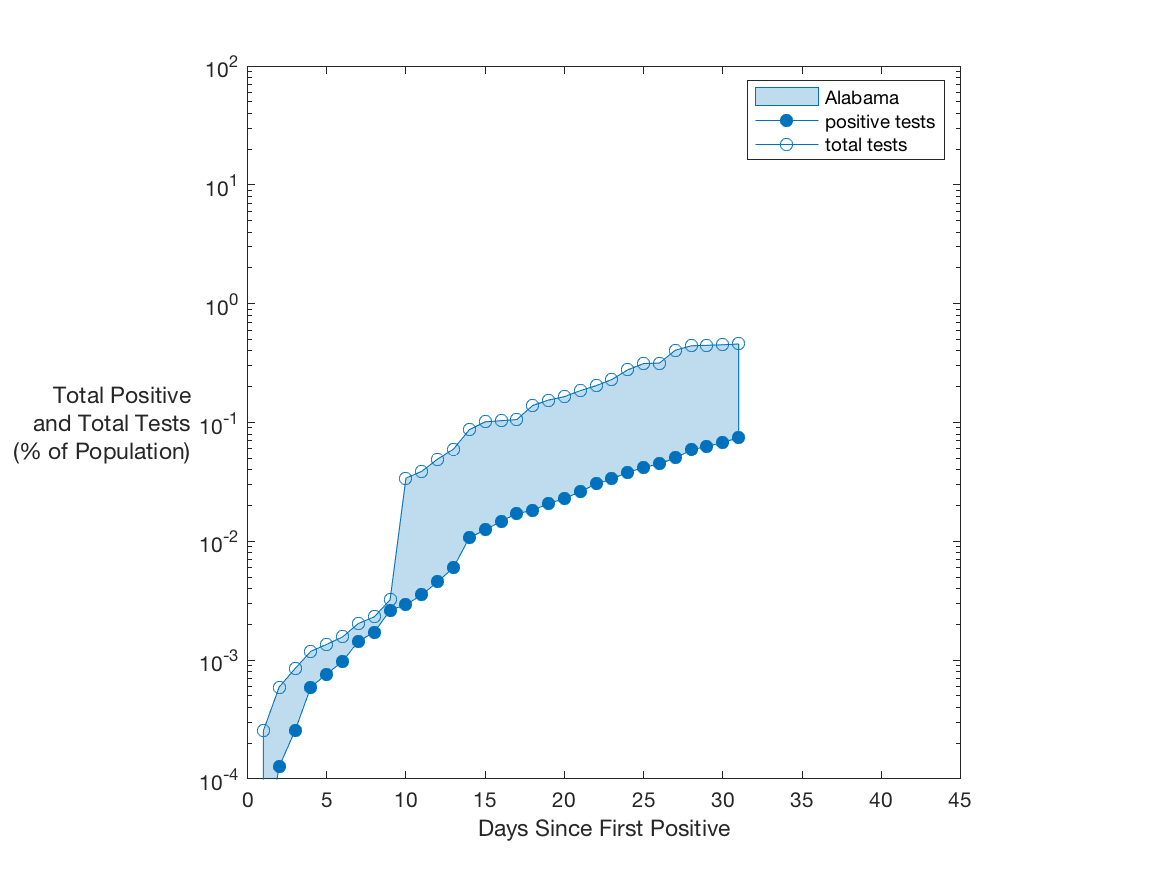 10^2
10^1
10^0
10^-1
10^-2
10^-3
10^-4
Total Positive
and Total Tests
(% of Population)
Alabama
positive tests
total tests
0 5 10 15 20 25 30 35 40 45
Days Since First Positive